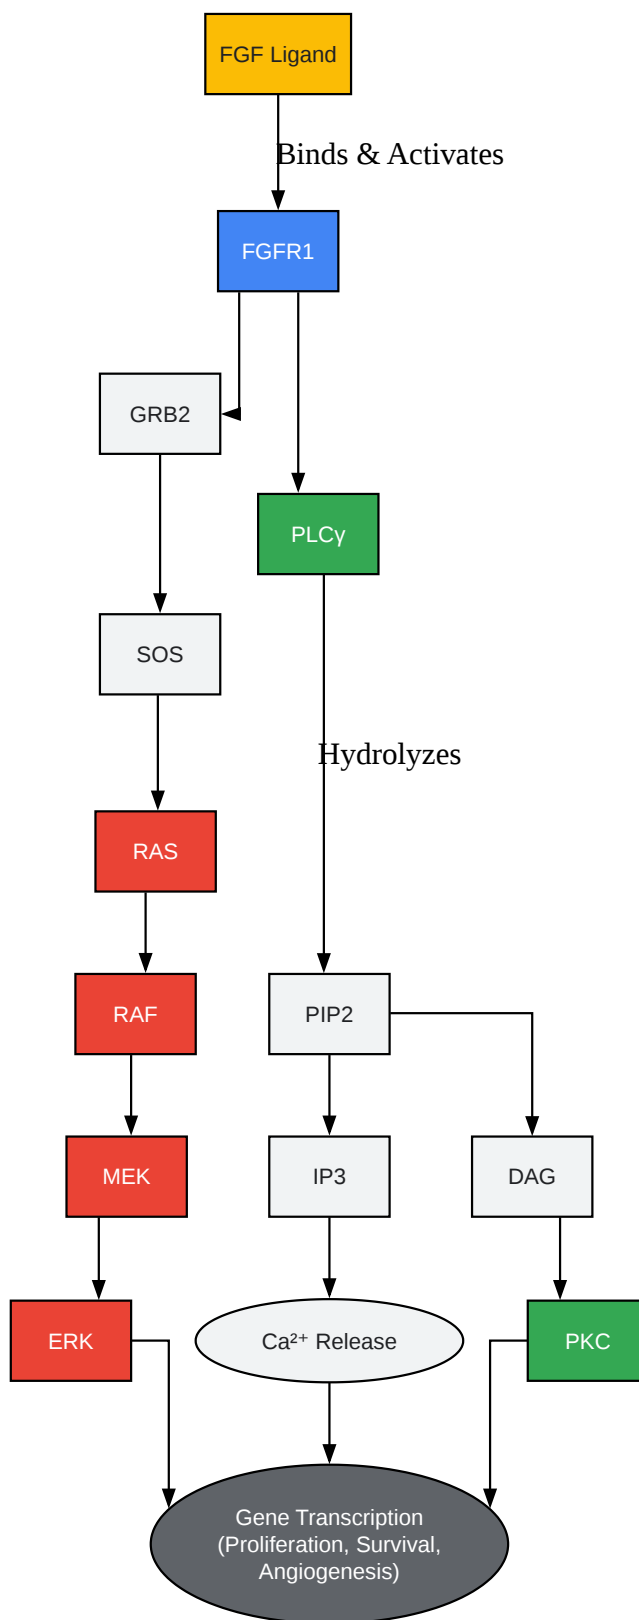 FGF Ligand
Binds & Activates
FGFR1
GRB2
PLCγ
SOS
Hydrolyzes
RAS
RAF
PIP2
MEK
IP3
DAG
ERK
Ca²⁺ Release
PKC
Gene Transcription
(Proliferation, Survival,
Angiogenesis)